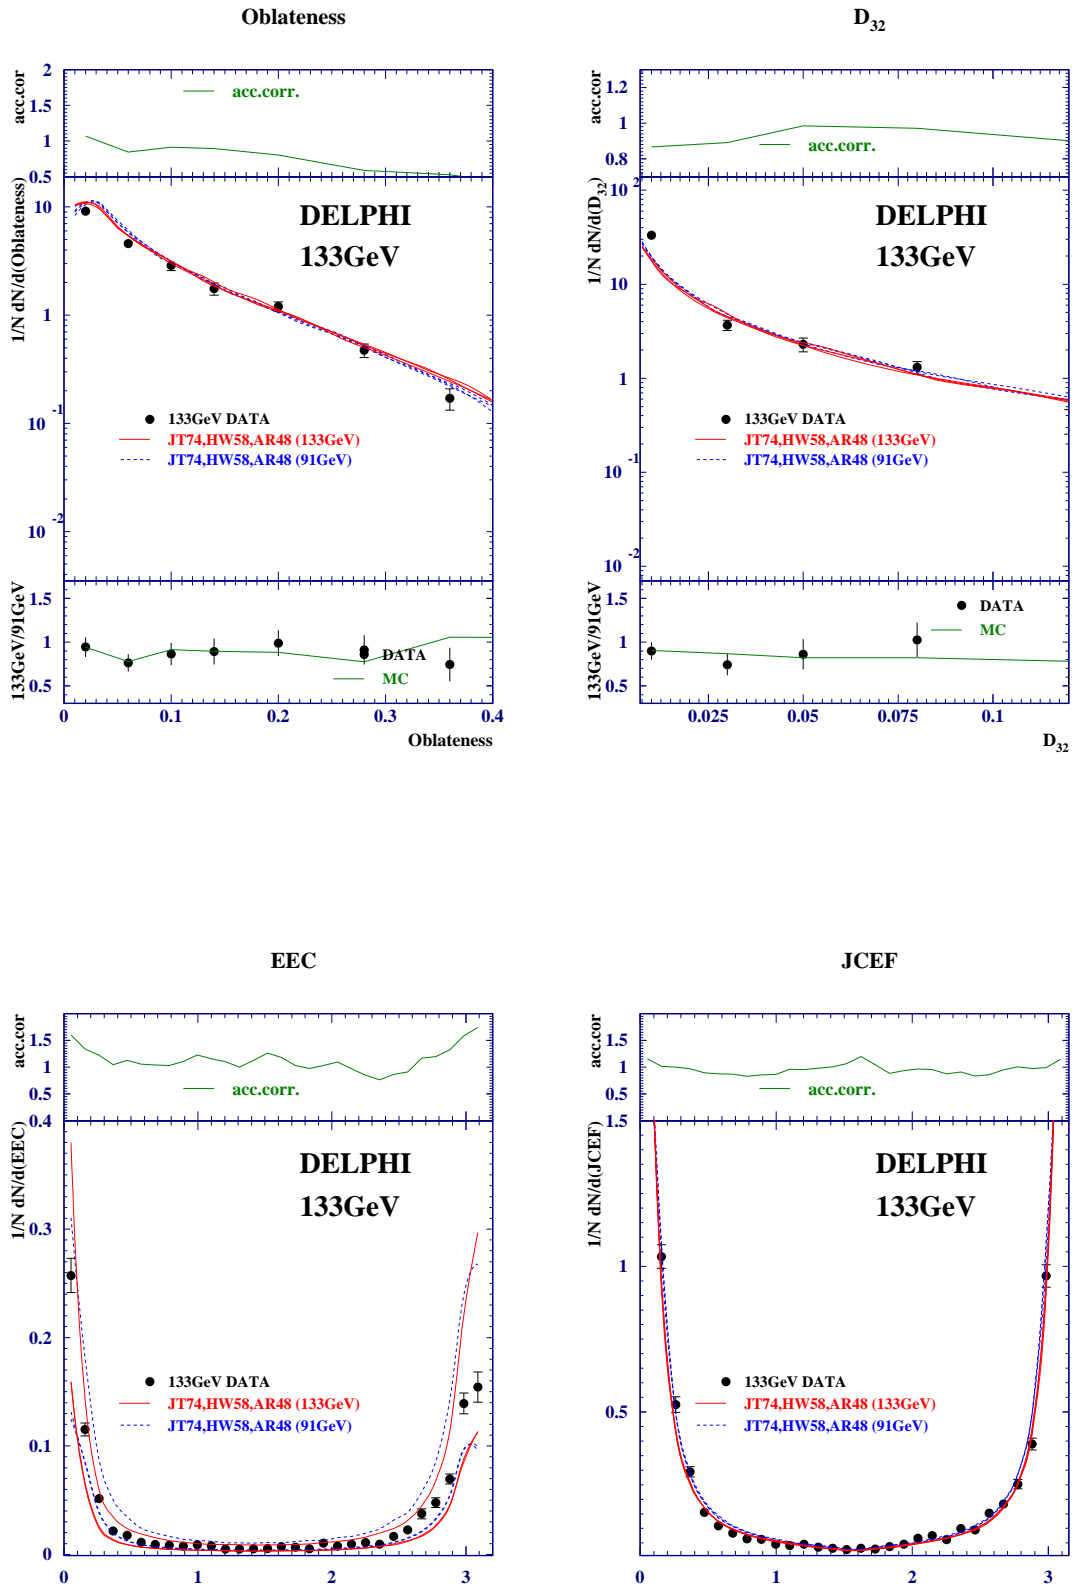 Oblateness
acc.cor
2
1.5
1
0.5
acc.corr.
1/N dN/d(Oblateness)
10
1
10 -1
10 -2
DELPHI
133GeV
133GeV DATA
JT74,HW58,AR48 (133GeV)
JT74,HW58,AR48 (91GeV)
133GeV/91GeV
1.5
1
0.5
DATA
MC
0 0.1 0.2 0.3 0.4
Oblateness
D32
acc.cor
1.2
1
0.8
acc.corr.
1/N dN/d(D32)
10 2
10
1
10 -1
10 -2
DELPHI
133GeV
133GeV DATA
JT74,HW58,AR48 (133GeV)
JT74,HW58,AR48 (91GeV)
133GeV/91GeV
1.5
1
0.5
DATA
MC
0.025 0.05 0.075 0.1
D32
EEC
acc.cor
1.5
1
0.5
acc.corr.
1/N dN/d(EEC)
0.4
0.3
0.2
0.1
0
DELPHI
133GeV
133GeV DATA
JT74,HW58,AR48 (133GeV)
JT74,HW58,AR48 (91GeV)
0 1 2 3
JCEF
acc.cor
1.5
1
0.5
acc.corr.
1/N dN/d(JCEF)
1.5
1
0.5
DELPHI
133GeV
133GeV DATA
JT74,HW58,AR48 (133GeV)
JT74,HW58,AR48 (91GeV)
0 1 2 3